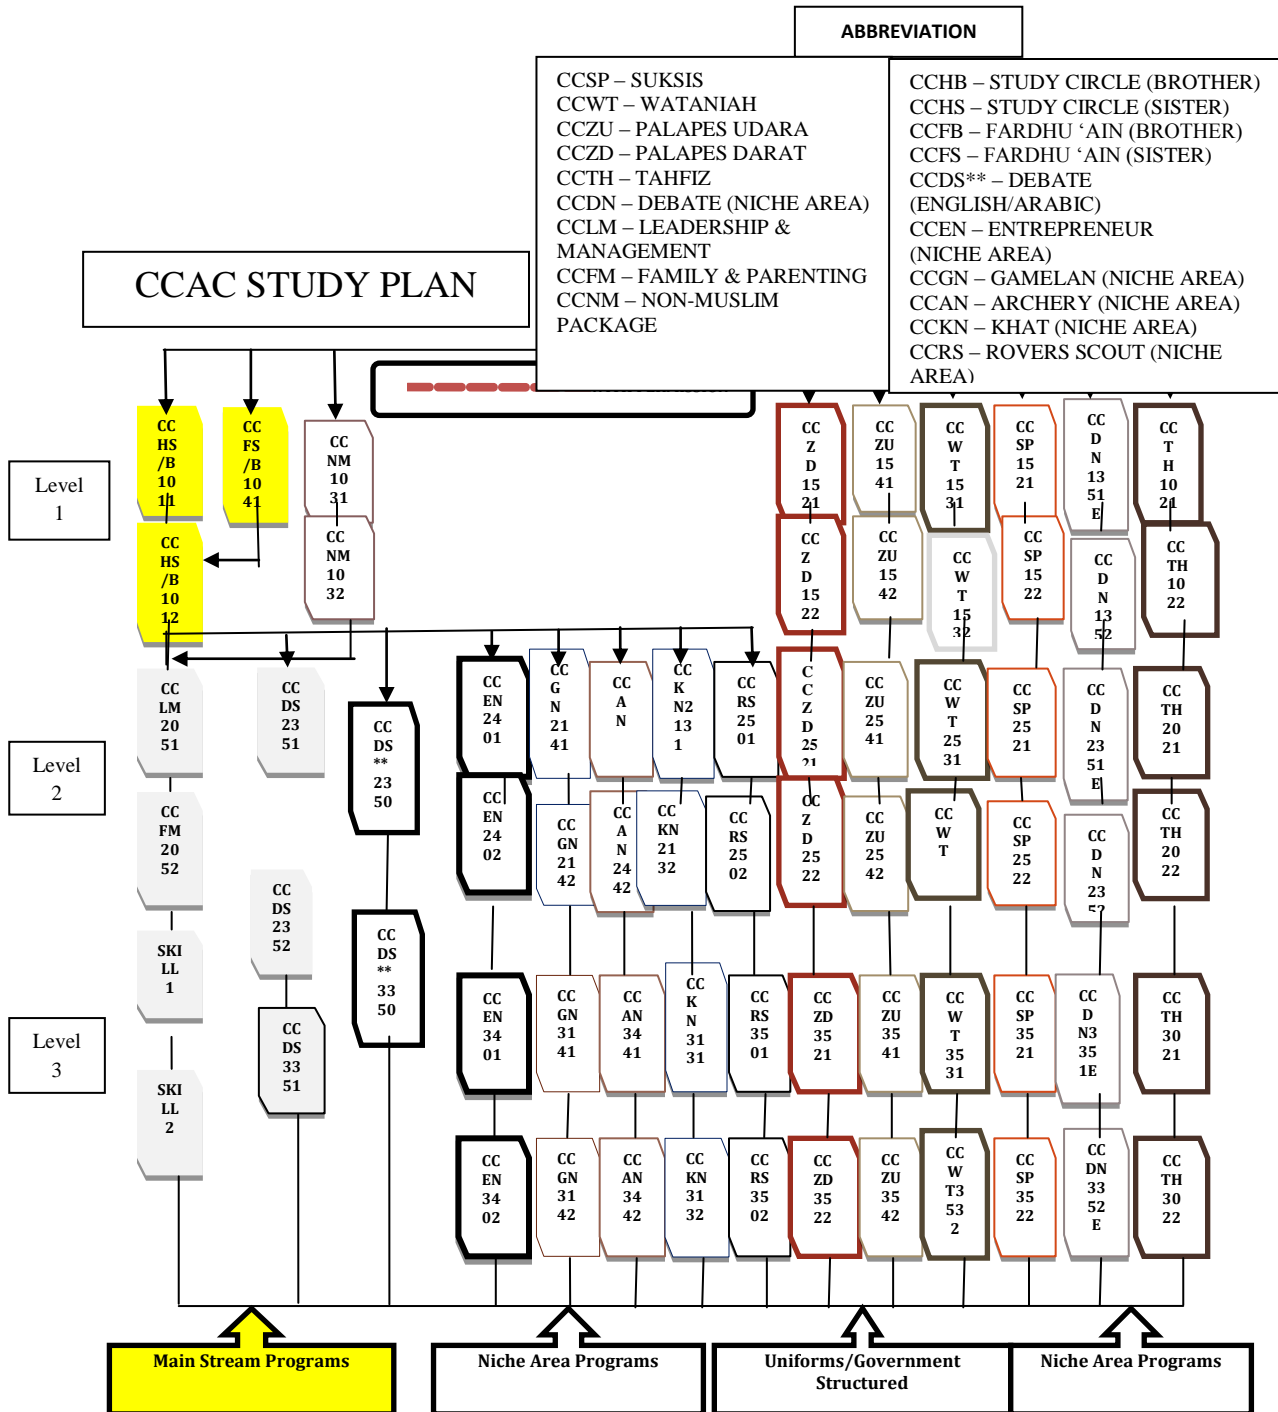 ABBREVIATION
CCSP – SUKSIS
CCWT – WATANIAH
CCZU – PALAPES UDARA
CCZD – PALAPES DARAT
CCTH – TAHFIZ
CCDN – DEBATE (NICHE AREA)
CCLM – LEADERSHIP &
MANAGEMENT
CCFM – FAMILY & PARENTING
CCNM – NON-MUSLIM
PACKAGE
CCHB – STUDY CIRCLE (BROTHER)
CCHS – STUDY CIRCLE (SISTER)
CCFB – FARDHU ‘AIN (BROTHER)
CCFS – FARDHU ‘AIN (SISTER)
CCDS** – DEBATE
(ENGLISH/ARABIC)
CCEN – ENTREPRENEUR
(NICHE AREA)
CCGN – GAMELAN (NICHE AREA)
CCAN – ARCHERY (NICHE AREA)
CCKN – KHAT (NICHE AREA)
CCRS – ROVERS SCOUT (NICHE
AREA)
CCAC STUDY PLAN
Level
1
CC
HS
/B
10
11
CC
FS
/B
10
41
CC
NM
10
31
CC
Z
D
15
21
CC
ZU
15
41
CC
W
T
15
31
CC
SP
15
21
CC
D
N
13
51
E
CC
T
H
10
21
CC
HS
/B
10
12
CC
NM
10
32
CC
Z
D
15
22
CC
ZU
15
42
CC
W
T
15
32
CC
SP
15
22
CC
D
N
13
52
CC
TH
10
22
Level
2
CC
LM
20
51
CC
DS
23
51
CC
DS
**
23
50
CC
EN
24
01
CC
G
N
21
41
CC
A
N
CC
K
N2
13
1
CC
RS
25
01
C
C
Z
D
25
21
CC
ZU
25
41
CC
W
T
25
31
CC
SP
25
21
CC
D
N
23
51
E
CC
TH
20
21
CC
FM
20
52
CC
DS
23
52
CC
EN
24
02
CC
GN
21
42
CC
A
N
24
42
CC
KN
21
32
CC
RS
25
02
CC
Z
D
25
22
CC
ZU
25
42
CC
W
T
CC
SP
25
22
CC
D
N
23
52
CC
TH
20
22
Level
3
SKI
LL
1
CC
DS
33
51
CC
DS
**
33
50
CC
EN
34
01
CC
GN
31
41
CC
AN
34
41
CC
K
N
31
31
CC
RS
35
01
CC
ZD
35
21
CC
ZU
35
41
CC
W
T
35
31
CC
SP
35
21
CC
D
N3
35
1E
CC
TH
30
21
SKI
LL
2
CC
EN
34
02
CC
GN
31
42
CC
AN
34
42
CC
KN
31
32
CC
RS
35
02
CC
ZD
35
22
CC
ZU
35
42
CC
W
T3
53
2
CC
SP
35
22
CC
DN
33
52
E
CC
TH
30
22
Main Stream Programs
Niche Area Programs
Uniforms/Government
Structured
Niche Area Programs